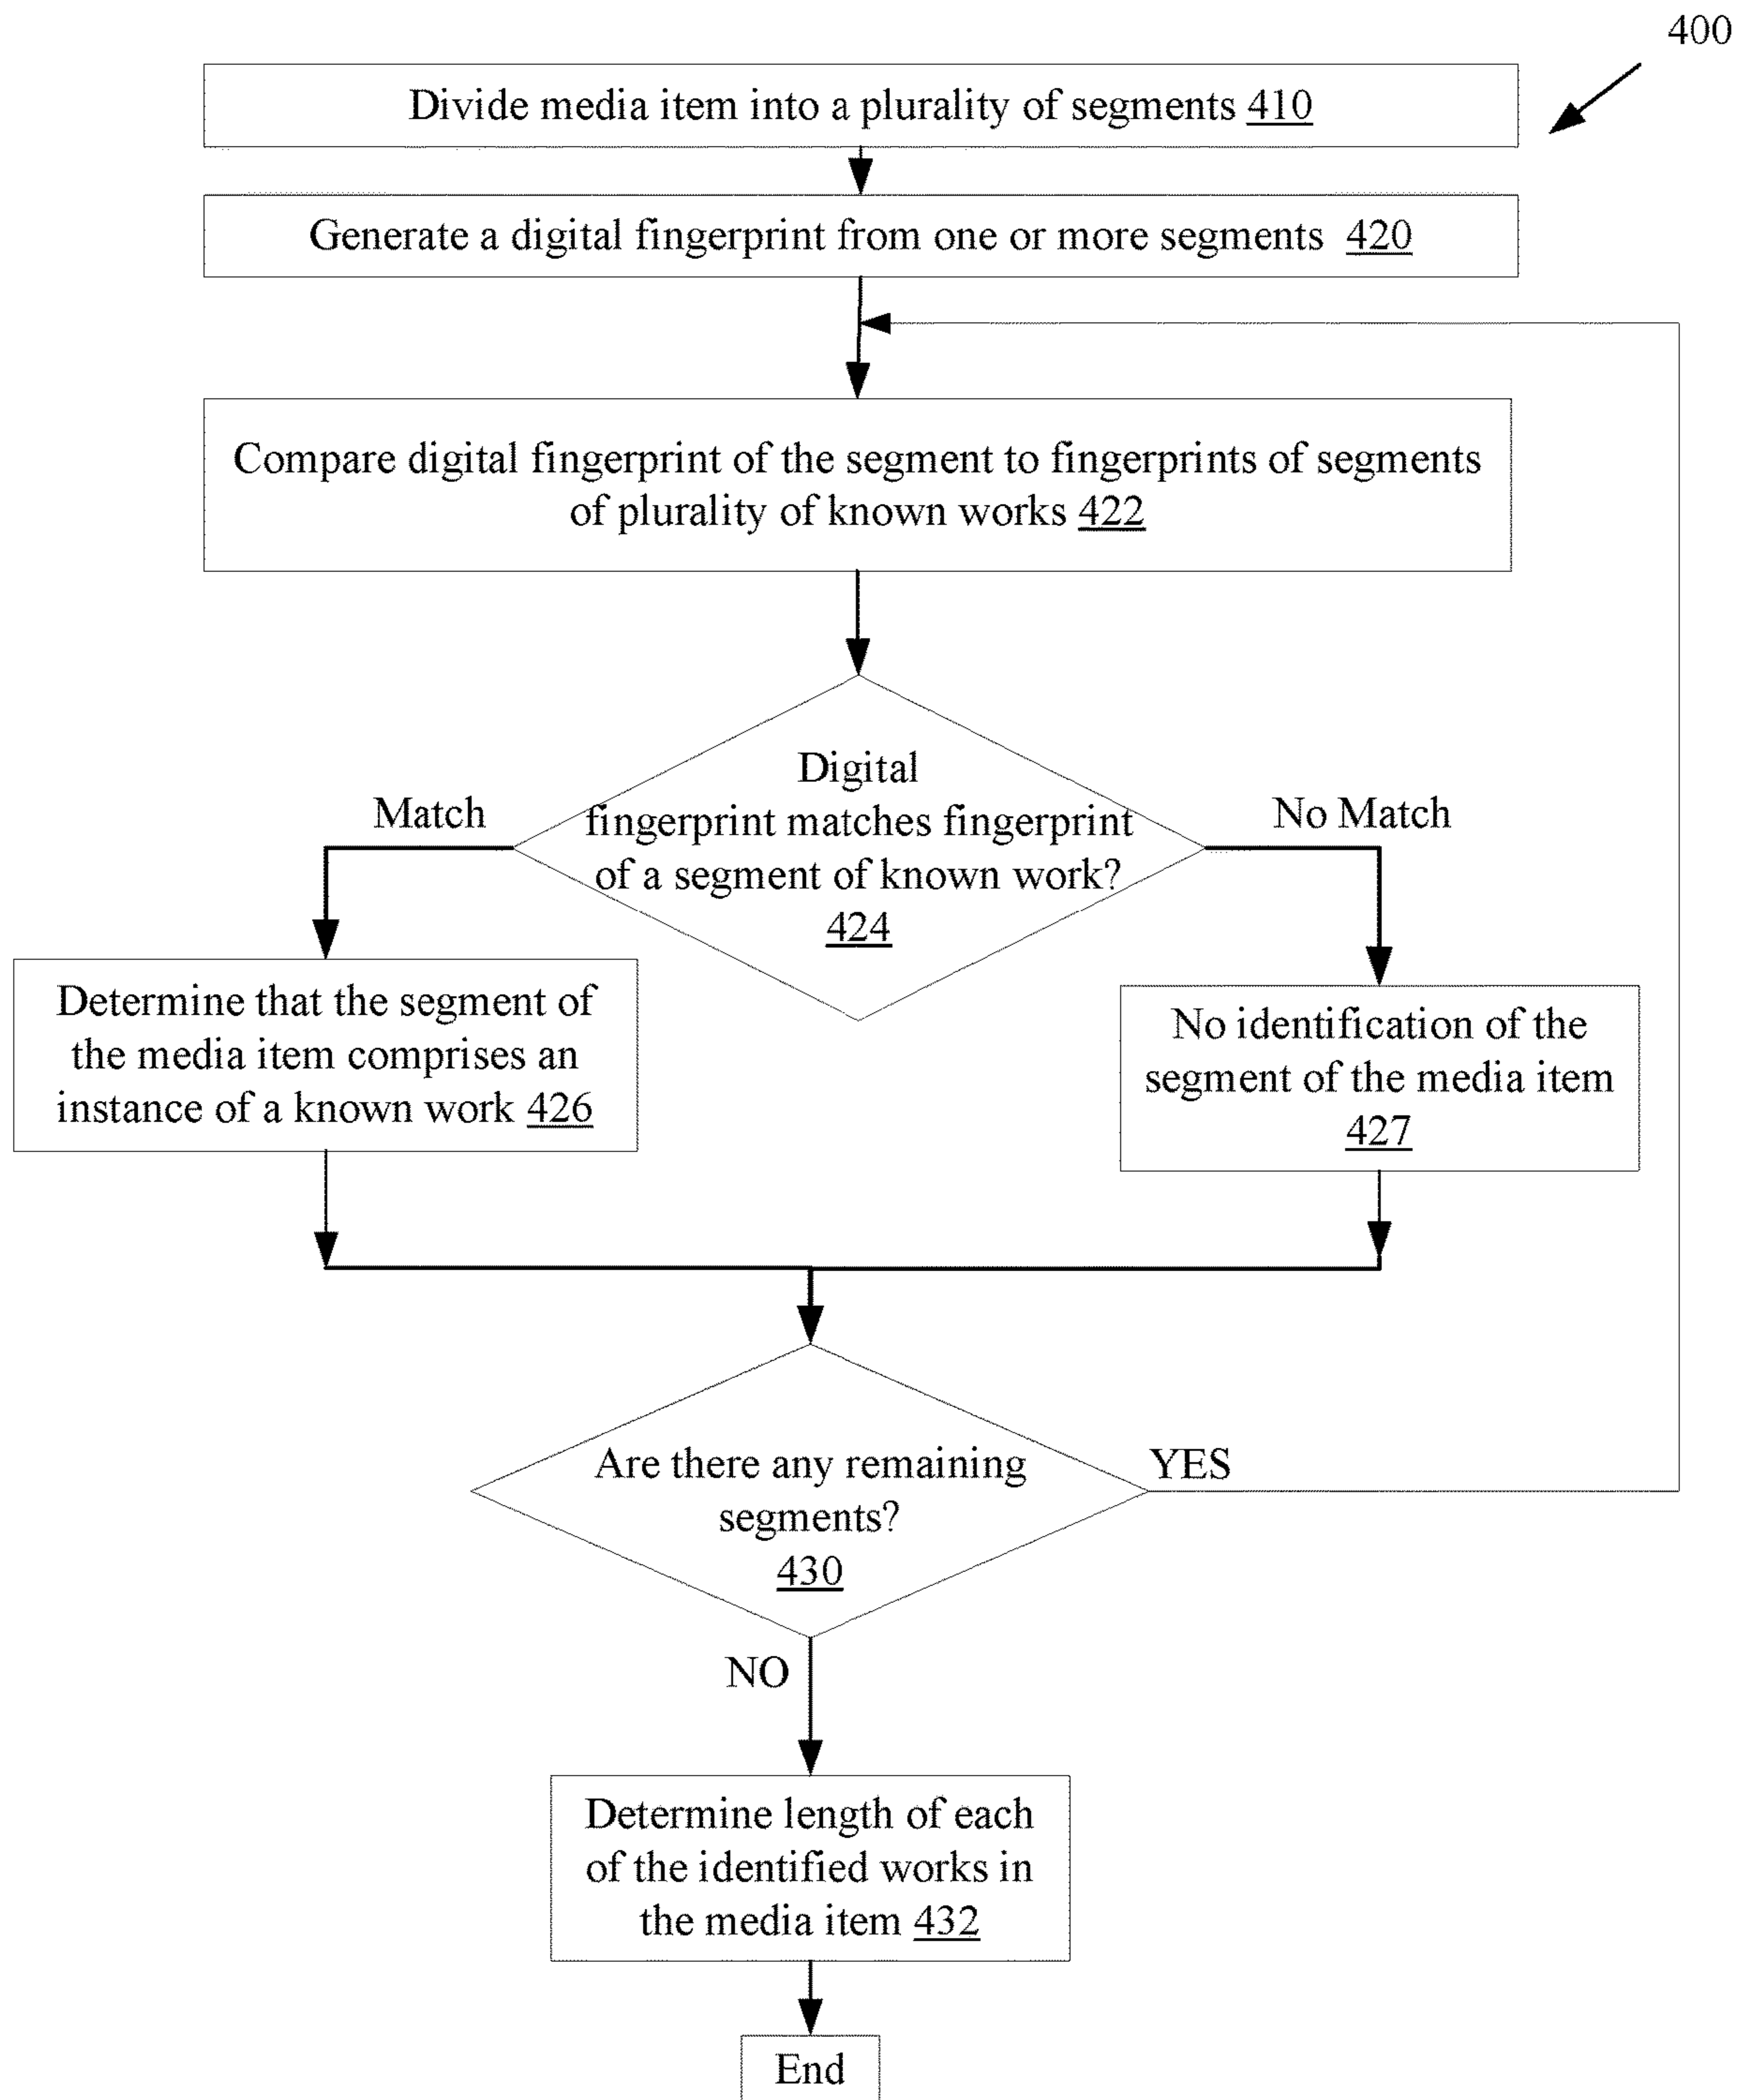 400
Divide media item into a plurality of segments 410
Generate a digital fingerprint from one or more segments 420
Compare digital fingerprint of the segment to fingerprints of segments
of plurality of known works 422
Digital
fingerprint matches fingerprint
of a segment of known work?
424
Match
No Match
Determine that the segment of
the media item comprises an
instance of a known work 426
No identification of the
segment of the media item
427
Are there any remaining
segments?
430
YES
NO
Determine length of each
of the identified works in
the media item 432
End